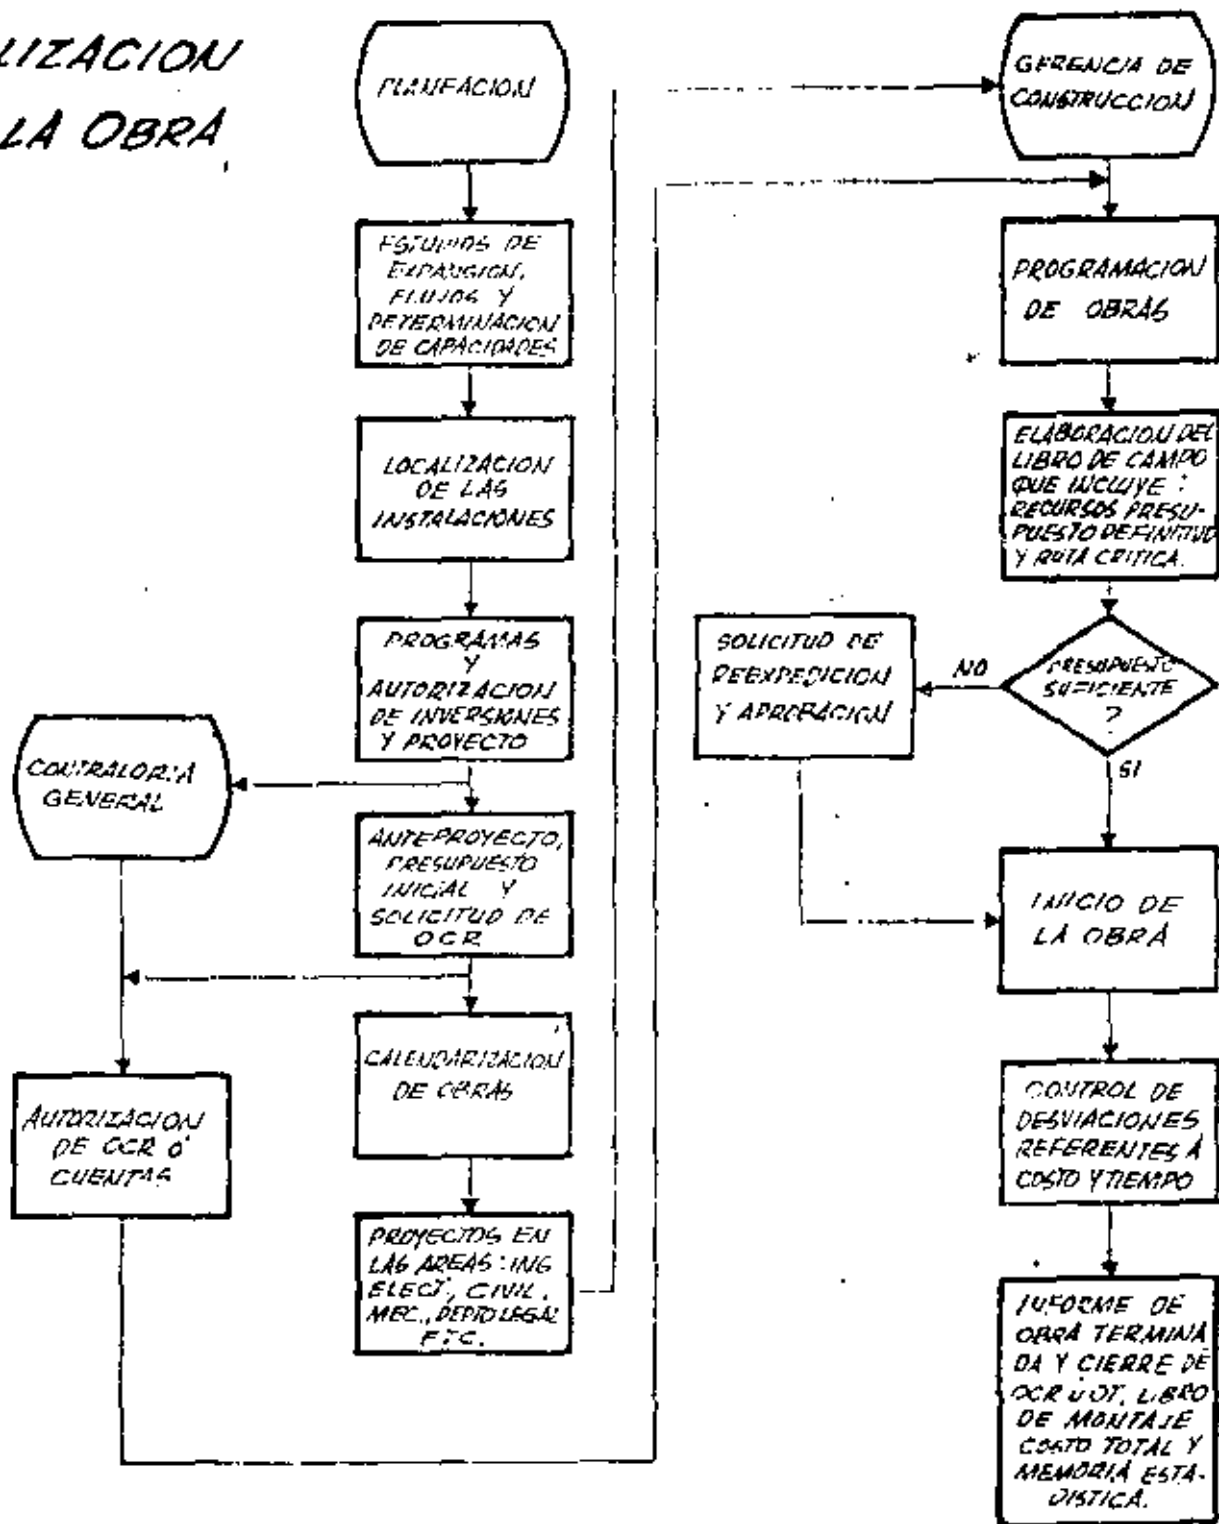 LIZACION
LA OBRA
PLANEACION
ESTUDIOS DE
EXPANSION,
FLUJOS Y
DETERMINACION
DE CAPACIDADES
LOCALIZACION
DE LAS
INSTALACIONES
PROGRAMAS
Y
AUTORIZACION
DE INVERSIONES
Y PROYECTO
CONTRALORIA
GENERAL
ANTEPROYECTO,
PRESUPUESTO
INICIAL Y
SOLICITUD DE
OCR
CALENDARIZACION
DE OBRAS
AUTORIZACION
DE OCR Ó
CUENTAS
PROYECTOS EN
LAS AREAS: ING
ELECT., CIVIL,
MEC., DEPTO LEGAL
ETC.
GERENCIA DE
CONSTRUCCION
PROGRAMACION
DE OBRAS
ELABORACION DEL
LIBRO DE CAMPO
QUE INCLUYE:
RECURSOS PRESU-
PUESTO DEFINITIVO
Y RUTA CRITICA.
PRESUPUESTO
SUFICIENTE
?
NO
SI
SOLICITUD DE
REEXPEDICION
Y APROBACION
INICIO DE
LA OBRA
CONTROL DE
DESVIACIONES
REFERENTES Á
COSTO Y TIEMPO
INFORME DE
OBRA TERMINA
DA Y CIERRE DE
OCR U OT, LIBRO
DE MONTAJE
COSTO TOTAL Y
MEMORIA ESTA-
DISTICA.